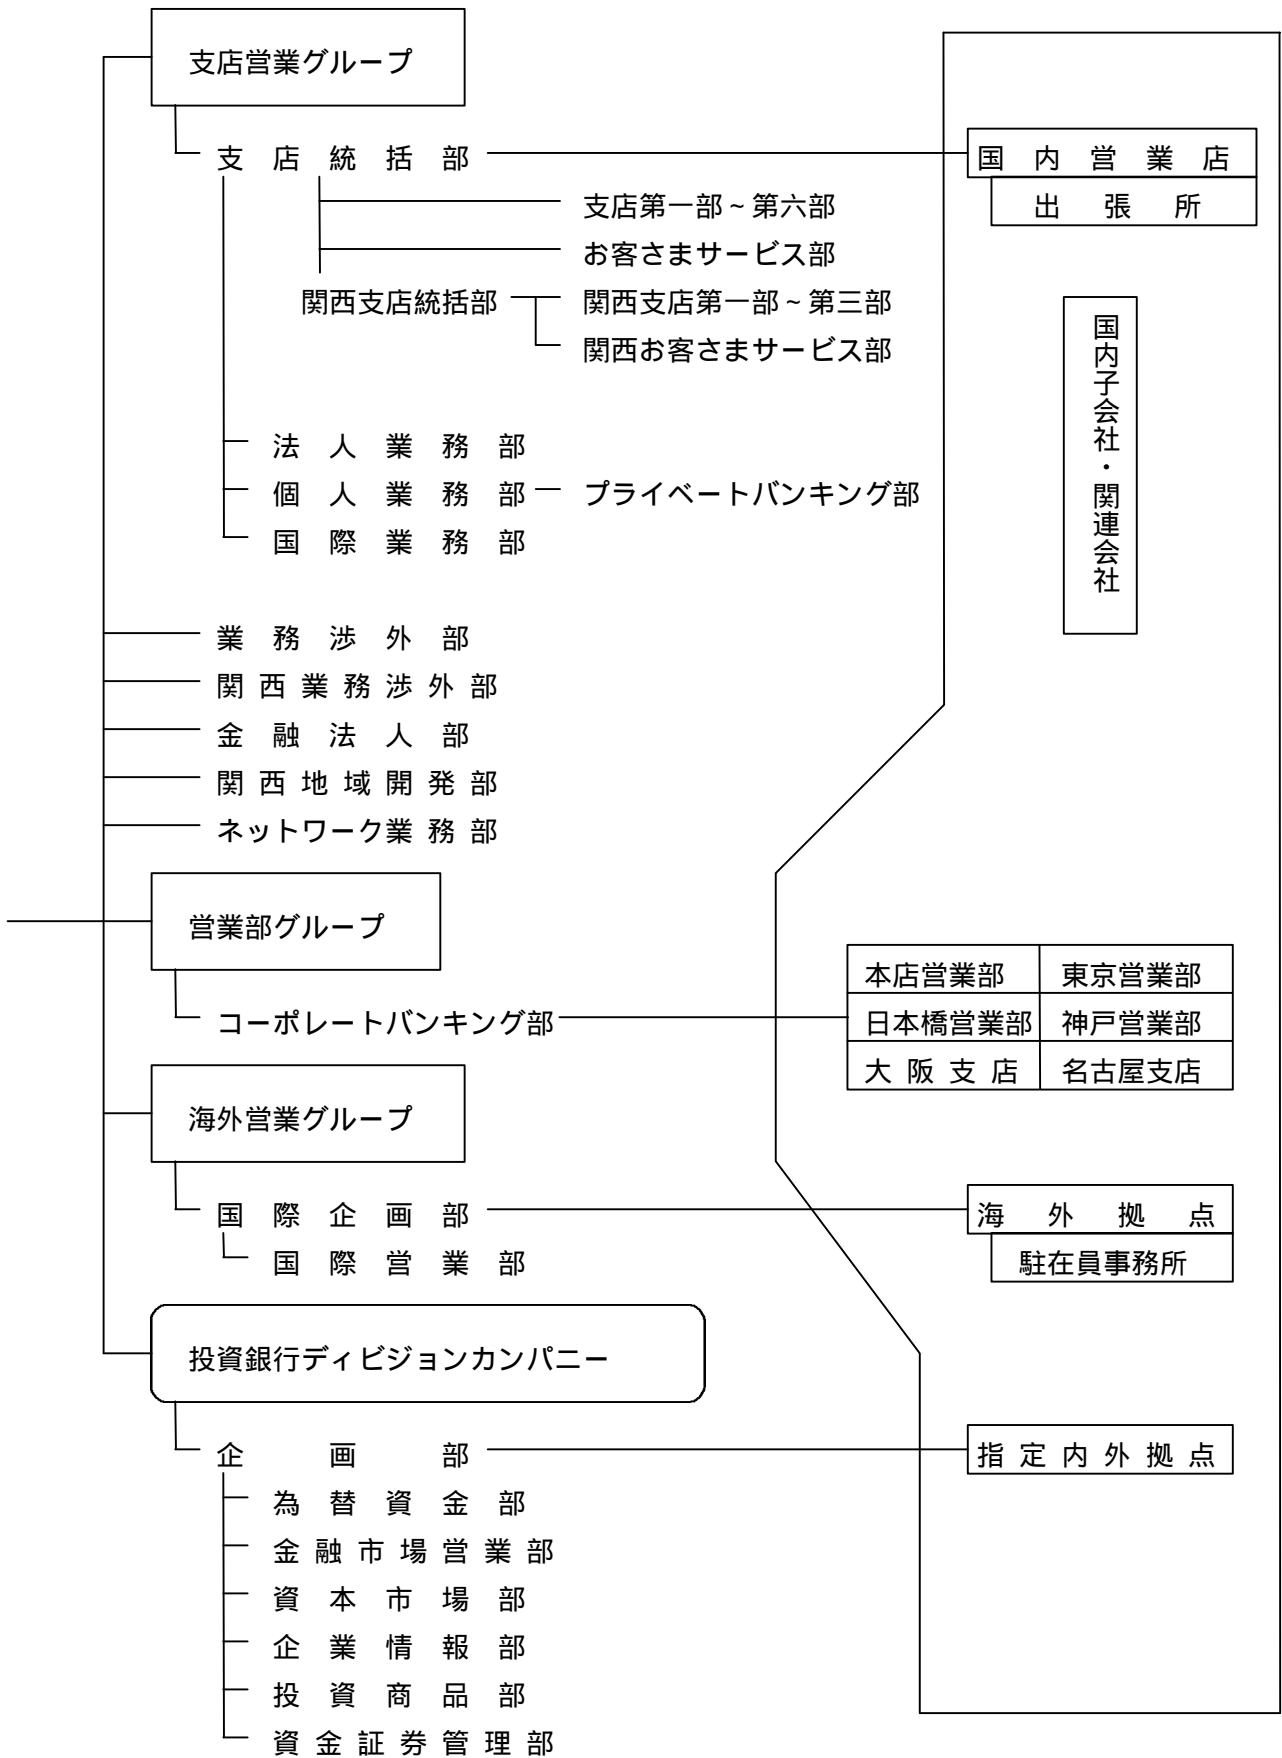 支店営業グループ
支店統括部
国内営業店
出張所
支店第一部~第六部
お客さまサービス部
関西支店統括部
関西支店第一部~第三部
関西お客さまサービス部
国内子会社・関連会社
法人業務部
個人業務部
プライベートバンキング部
国際業務部
業務渉外部
関西業務渉外部
金融法人部
関西地域開発部
ネットワーク業務部
営業部グループ
コーポレートバンキング部
本店営業部 東京営業部
日本橋営業部 神戸営業部
大阪支店 名古屋支店
海外営業グループ
国際企画部
海外拠点
国際営業部
駐在員事務所
投資銀行ディビジョンカンパニー
企画部
指定内外拠点
為替資金部
金融市場営業部
資本市場部
企業情報部
投資商品部
資金証券管理部